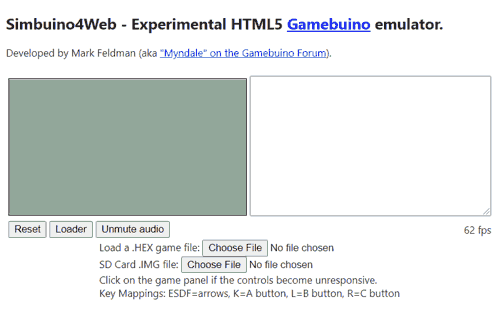 Simbuino4Web - Experimental HTML5 Gamebuino emulator.
Developed by Mark Feldman (aka "Myndale" on the Gamebuino Forum).
Reset Loader Unmute audio 62 fps
Load a .HEX game file: Choose File No file chosen
SD Card .IMG file: Choose File No file chosen
Click on the game panel if the controls become unresponsive.
Key Mappings: ESDF=arrows, K=A button, L=B button, R=C button